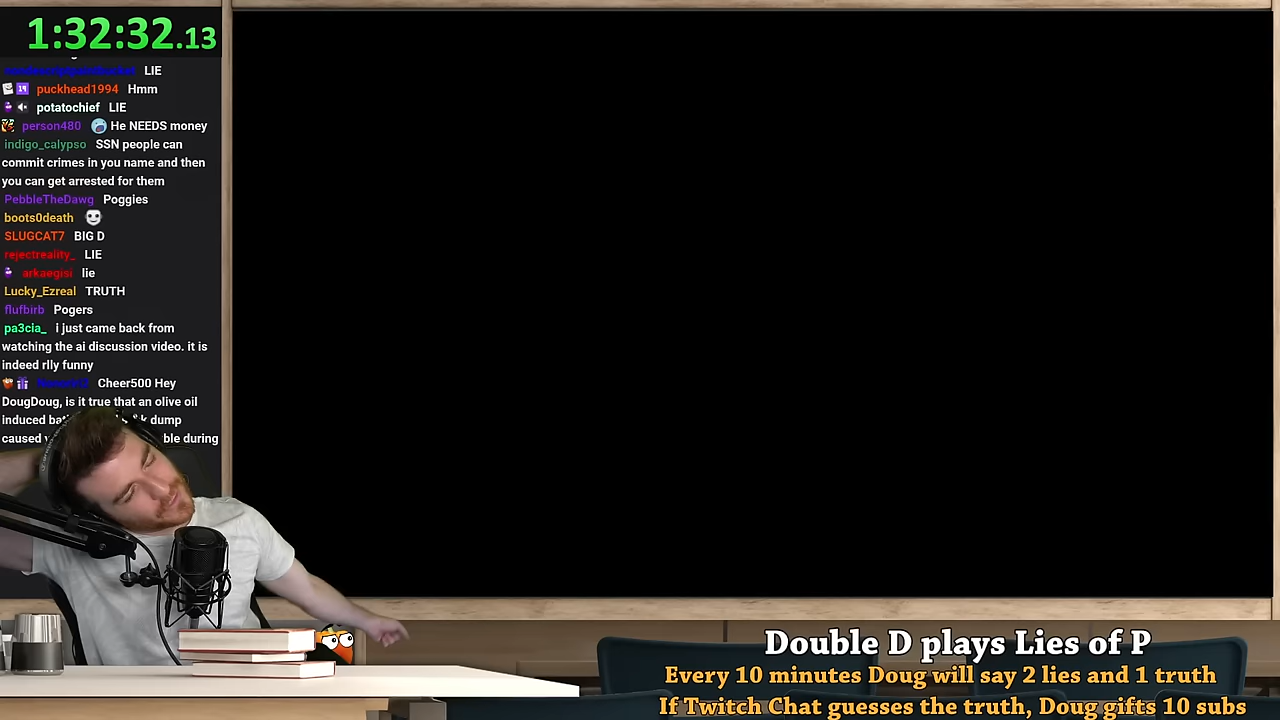 1:32:32.13
LIE
puckhead1994 Hmm
potatochief LIE
person480 He NEEDS money
indigo_calypso SSN people can
commit crimes in you name and then
you can get arrested for them
PebbleTheDawg Poggies
boots0death
SLUGCAT7 BIG D
rejectreality_ LIE
arkaegisi lie
Lucky_Ezreal TRUTH
flufbirb Pogers
pa3cia_ i just came back from
watching the ai discussion video. it is
indeed rlly funny
Cheer500 Hey
DougDoug, is it true that an olive oil
induced dump
caused during
Double D plays Lies of P
Every 10 minutes Doug will say 2 lies and 1 truth
If Twitch Chat guesses the truth, Doug gifts 10 subs